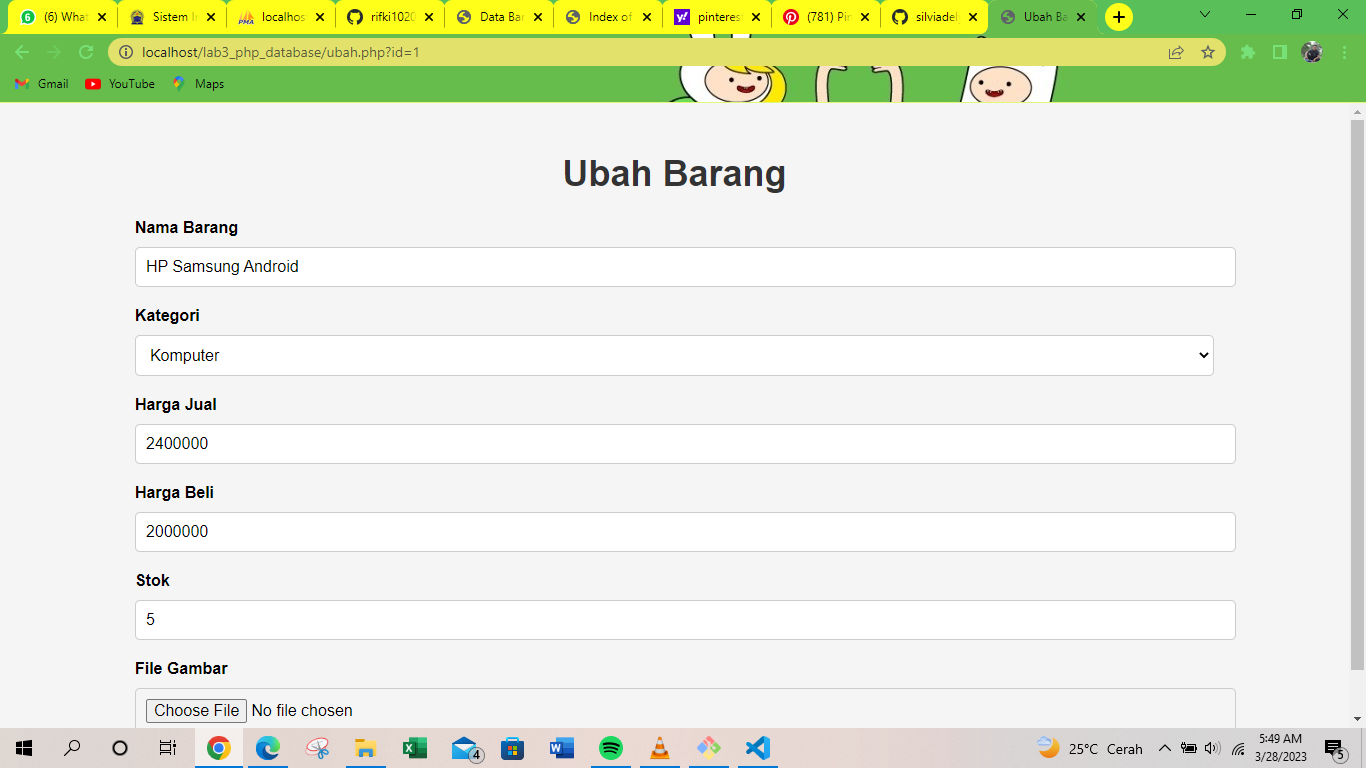 (6) What
Sistem I
localhos
rifki1020
Data Bar
Index of
pinteres
(781) Pin
silviadel
Ubah Ba
localhost/lab3_php_database/ubah.php?id=1
Gmail
YouTube
Maps
Ubah Barang
Nama Barang
HP Samsung Android
Kategori
Komputer
Harga Jual
2400000
Harga Beli
2000000
Stok
5
File Gambar
Choose File No file chosen
25°C Cerah
5:49 AM
3/28/2023